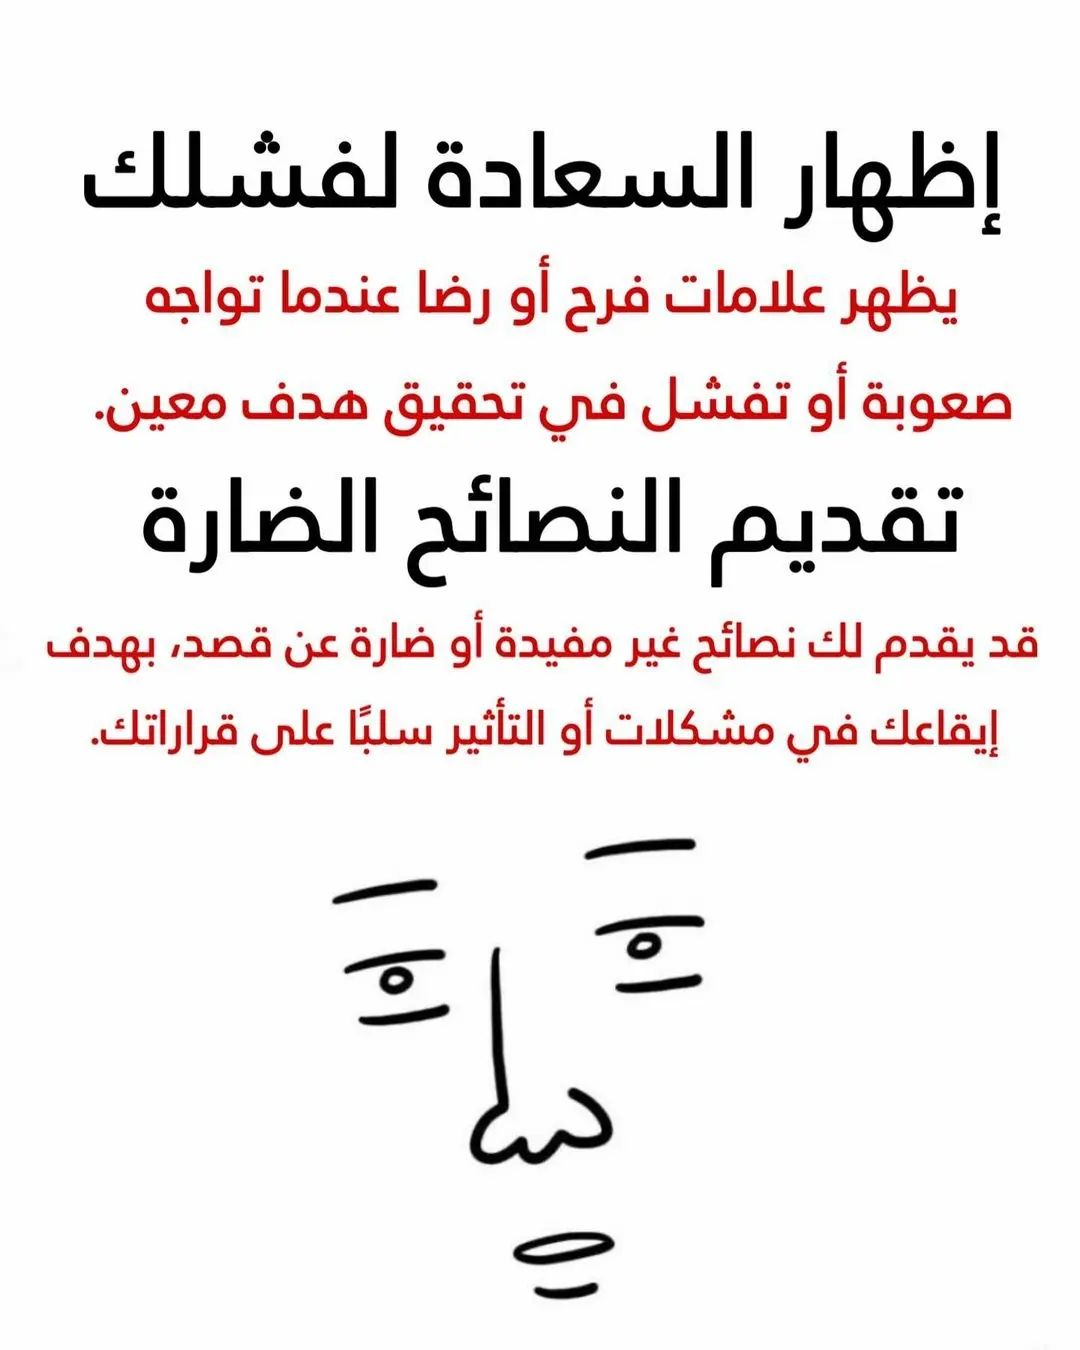 إظهار السعادة لفشلك
يظهر علامات فرح أو رضا عندما تواجه
صعوبة أو تفشل في تحقيق هدف معين.
تقديم النصائح الضارة
قد يقدم لك نصائح غير مفيدة أو ضارة عن قصد، بهدف
إيقاعك في مشكلات أو التأثير سلبًا على قراراتك.